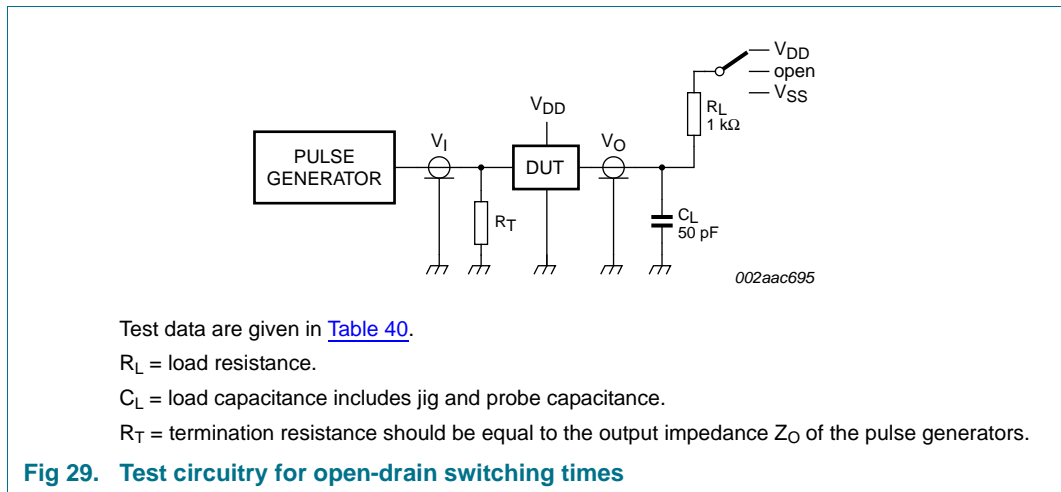 V_DD
open
V_SS
R_L
1 kΩ
V_DD
V_I
V_O
PULSE
GENERATOR
DUT
R_T
C_L
50 pF
002aac695
Test data are given in Table 40.
R_L = load resistance.
C_L = load capacitance includes jig and probe capacitance.
R_T = termination resistance should be equal to the output impedance Z_O of the pulse generators.
Fig 29. Test circuitry for open-drain switching times